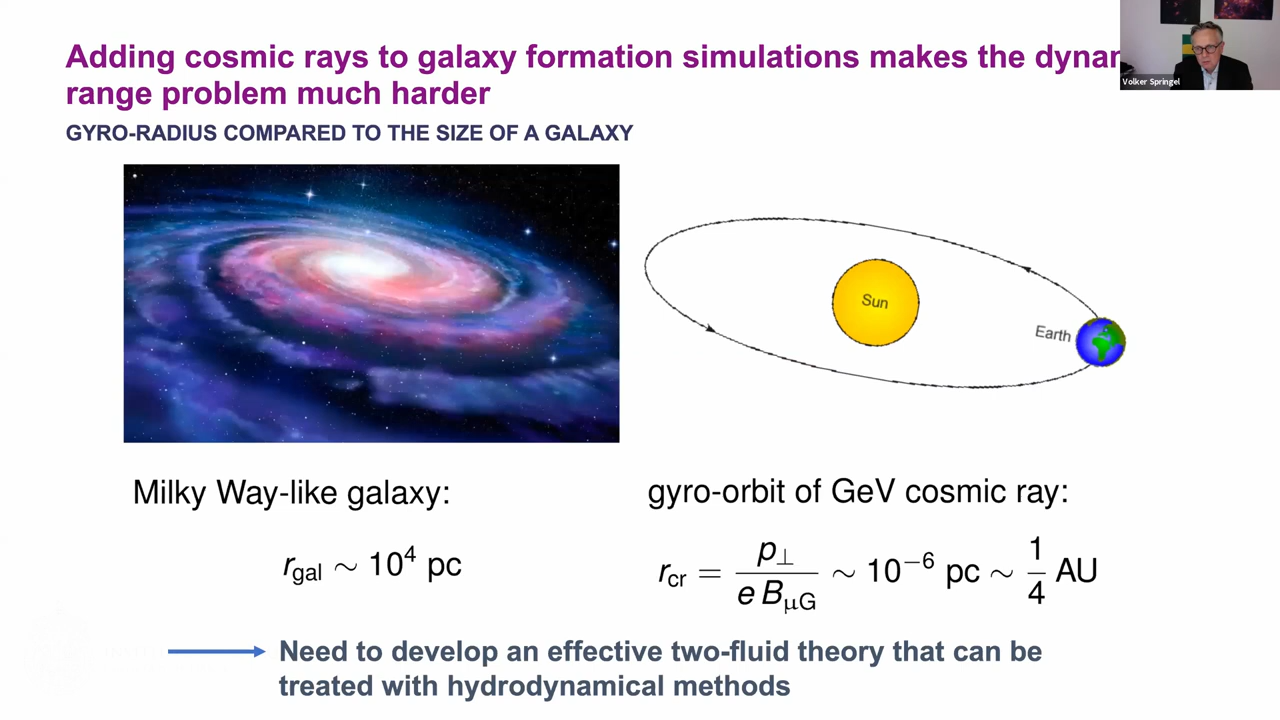 Adding cosmic rays to galaxy formation simulations makes the dynam
range problem much harder
Volker Springel
GYRO-RADIUS COMPARED TO THE SIZE OF A GALAXY
Sun
Earth
Milky Way-like galaxy:
r_gal ∼ 10⁴ pc
gyro-orbit of GeV cosmic ray:
r_cr = p_⊥ / (e B_μG) ∼ 10⁻⁶ pc ∼ 1/4 AU
Need to develop an effective two-fluid theory that can be
treated with hydrodynamical methods